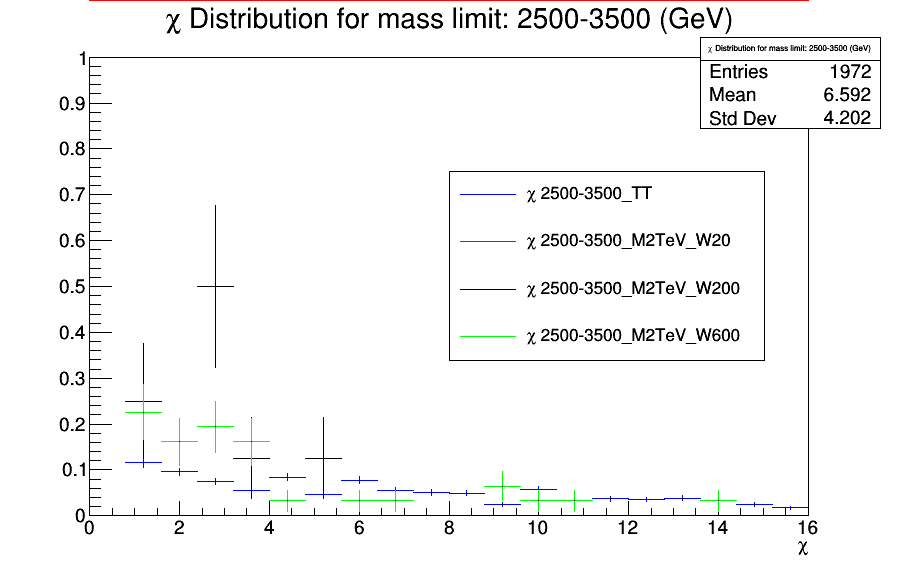 χ Distribution for mass limit: 2500-3500 (GeV)
χ Distribution for mass limit: 2500-3500 (GeV)
Entries 1972
Mean 6.592
Std Dev 4.202
1
0.9
0.8
0.7
0.6
0.5
0.4
0.3
0.2
0.1
0
χ 2500-3500_TT
χ 2500-3500_M2TeV_W20
χ 2500-3500_M2TeV_W200
χ 2500-3500_M2TeV_W600
0 2 4 6 8 10 12 14 16
χ